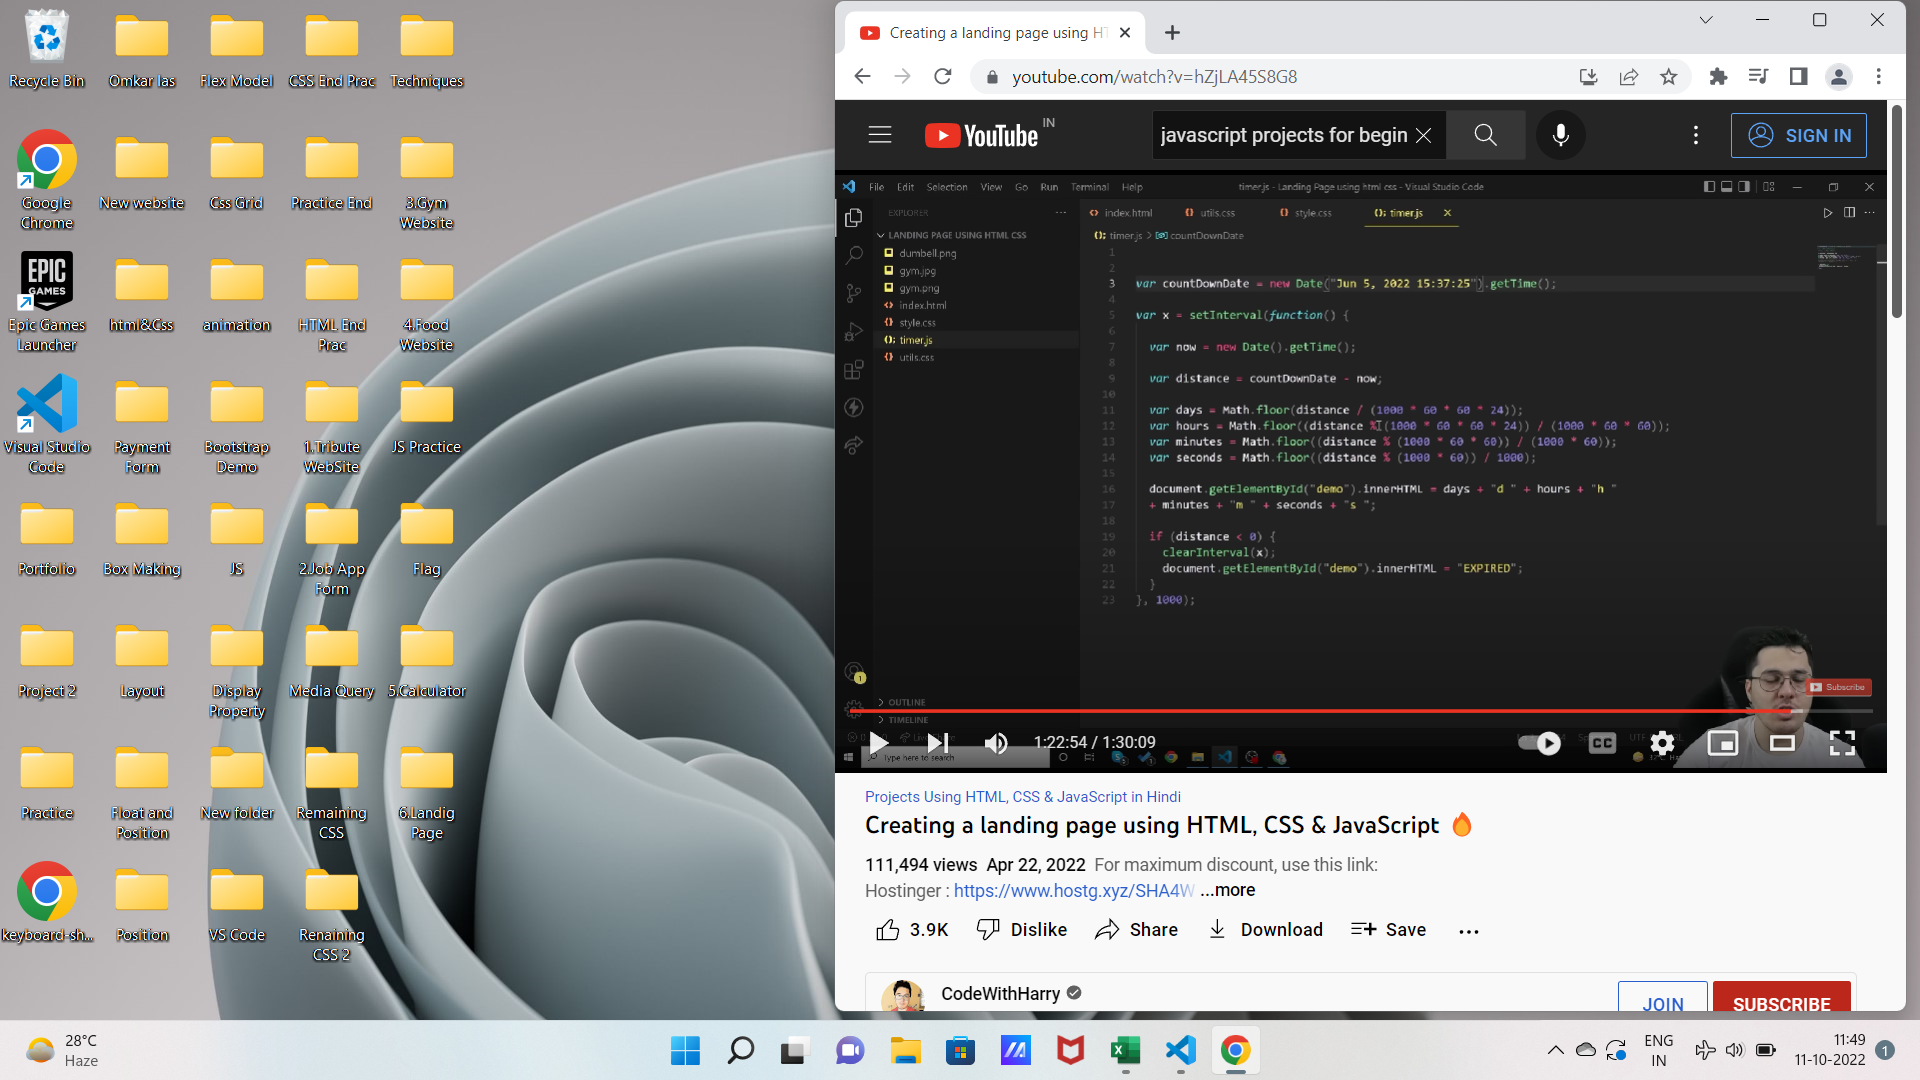 Recycle Bin
Omkar Ias
Flex Model
CSS End Prac
Techniques
Google Chrome
New website
Css Grid
Practice End
3.Gym Website
Epic Games Launcher
html&Css
animation
HTML End Prac
4.Food Website
Visual Studio Code
Payment Form
Bootstrap Demo
1.Tribute WebSite
JS Practice
Portfolio
Box Making
JS
2.Job App Form
Flag
Project 2
Layout
Display Property
Media Query
5.Calculator
Practice
Float and Position
New folder
Remaining CSS
6.Landig Page
keyboard-sh...
Position
VS Code
Renaining CSS 2
EPIC GAMES
Creating a landing page using HT
youtube.com/watch?v=hZjLA45S8G8
YouTube IN
javascript projects for begin
SIGN IN
File Edit Selection View Go Run Terminal Help
timer.js - Landing Page using html css - Visual Studio Code
EXPLORER
index.html
utils.css
style.css
timer.js
LANDING PAGE USING HTML CSS
timer.js > countDownDate
dumbell.png
gym.jpg
gym.png
index.html
style.css
timer.js
utils.css
OUTLINE
TIMELINE
1
2
3 var countDownDate = new Date("Jun 5, 2022 15:37:25").getTime();
4
5 var x = setInterval(function() {
6
7 var now = new Date().getTime();
8
9 var distance = countDownDate - now;
10
11 var days = Math.floor(distance / (1000 * 60 * 60 * 24));
12 var hours = Math.floor((distance % (1000 * 60 * 60 * 24)) / (1000 * 60 * 60));
13 var minutes = Math.floor((distance % (1000 * 60 * 60)) / (1000 * 60));
14 var seconds = Math.floor((distance % (1000 * 60)) / 1000);
15
16 document.getElementById("demo").innerHTML = days + "d " + hours + "h "
17 + minutes + "m " + seconds + "s ";
18
19 if (distance < 0) {
20 clearInterval(x);
21 document.getElementById("demo").innerHTML = "EXPIRED";
22 }
23 }, 1000);
Subscribe
1:22:54 / 1:30:09
CC
Type here to search
Projects Using HTML, CSS & JavaScript in Hindi
Creating a landing page using HTML, CSS & JavaScript 🔥
111,494 views Apr 22, 2022 For maximum discount, use this link:
Hostinger : https://www.hostg.xyz/SHA4W ...more
3.9K
Dislike
Share
Download
Save
CodeWithHarry
JOIN
SUBSCRIBE
28°C
Haze
ENG
IN
11:49
11-10-2022
1